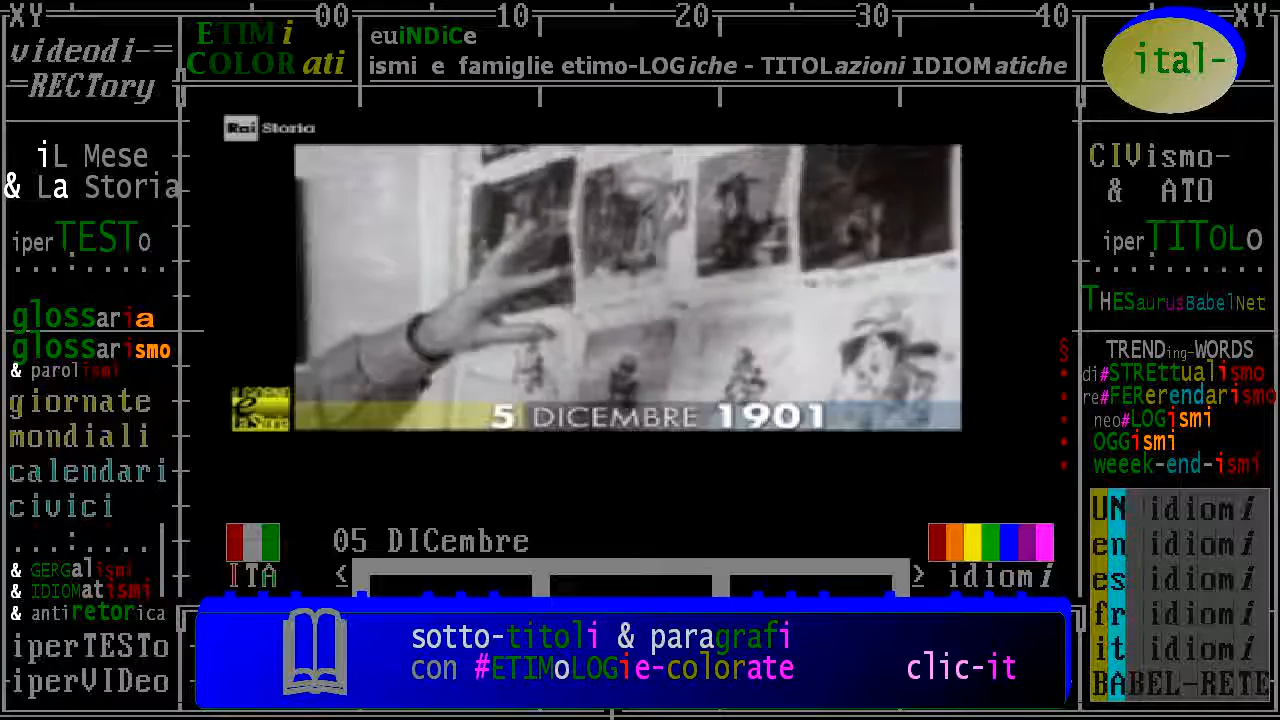 XY 00 10 20 30 40 XY
videodi-=
=RECTory
ETIMi
COLORati
euiNDiCe
ismi e famiglie etimo-LOGiche - TITOLazioni IDIOMatiche
ital-
iL Mese
& La Storia
iperTESTo
...:....
glossaria
glossarismo
& parolismi
giornate
mondiali
calendari
civici
...:....
& GERGalismi
& IDIOMatismi
& antiretorica
iperTESTo
-iperVIDeo
Rai Storia
5 DICEMBRE 1901
05 DICembre
ITA
< >
idiomi
sotto-titoli & paragrafi
con #ETIMoLOGie-colorate clic-it
CIVismo-
& ATO
iperTIToLo
...:....
THESaurusBabelNet
§
TRENDing-WORDS
di#STREttualismo
re#FERerendarismo
neo#LOGismi
OGGismi
weeek-end-ismi
UN idiomi
en idiomi
es idiomi
fr idiomi
it idiomi
BABEL-RETE